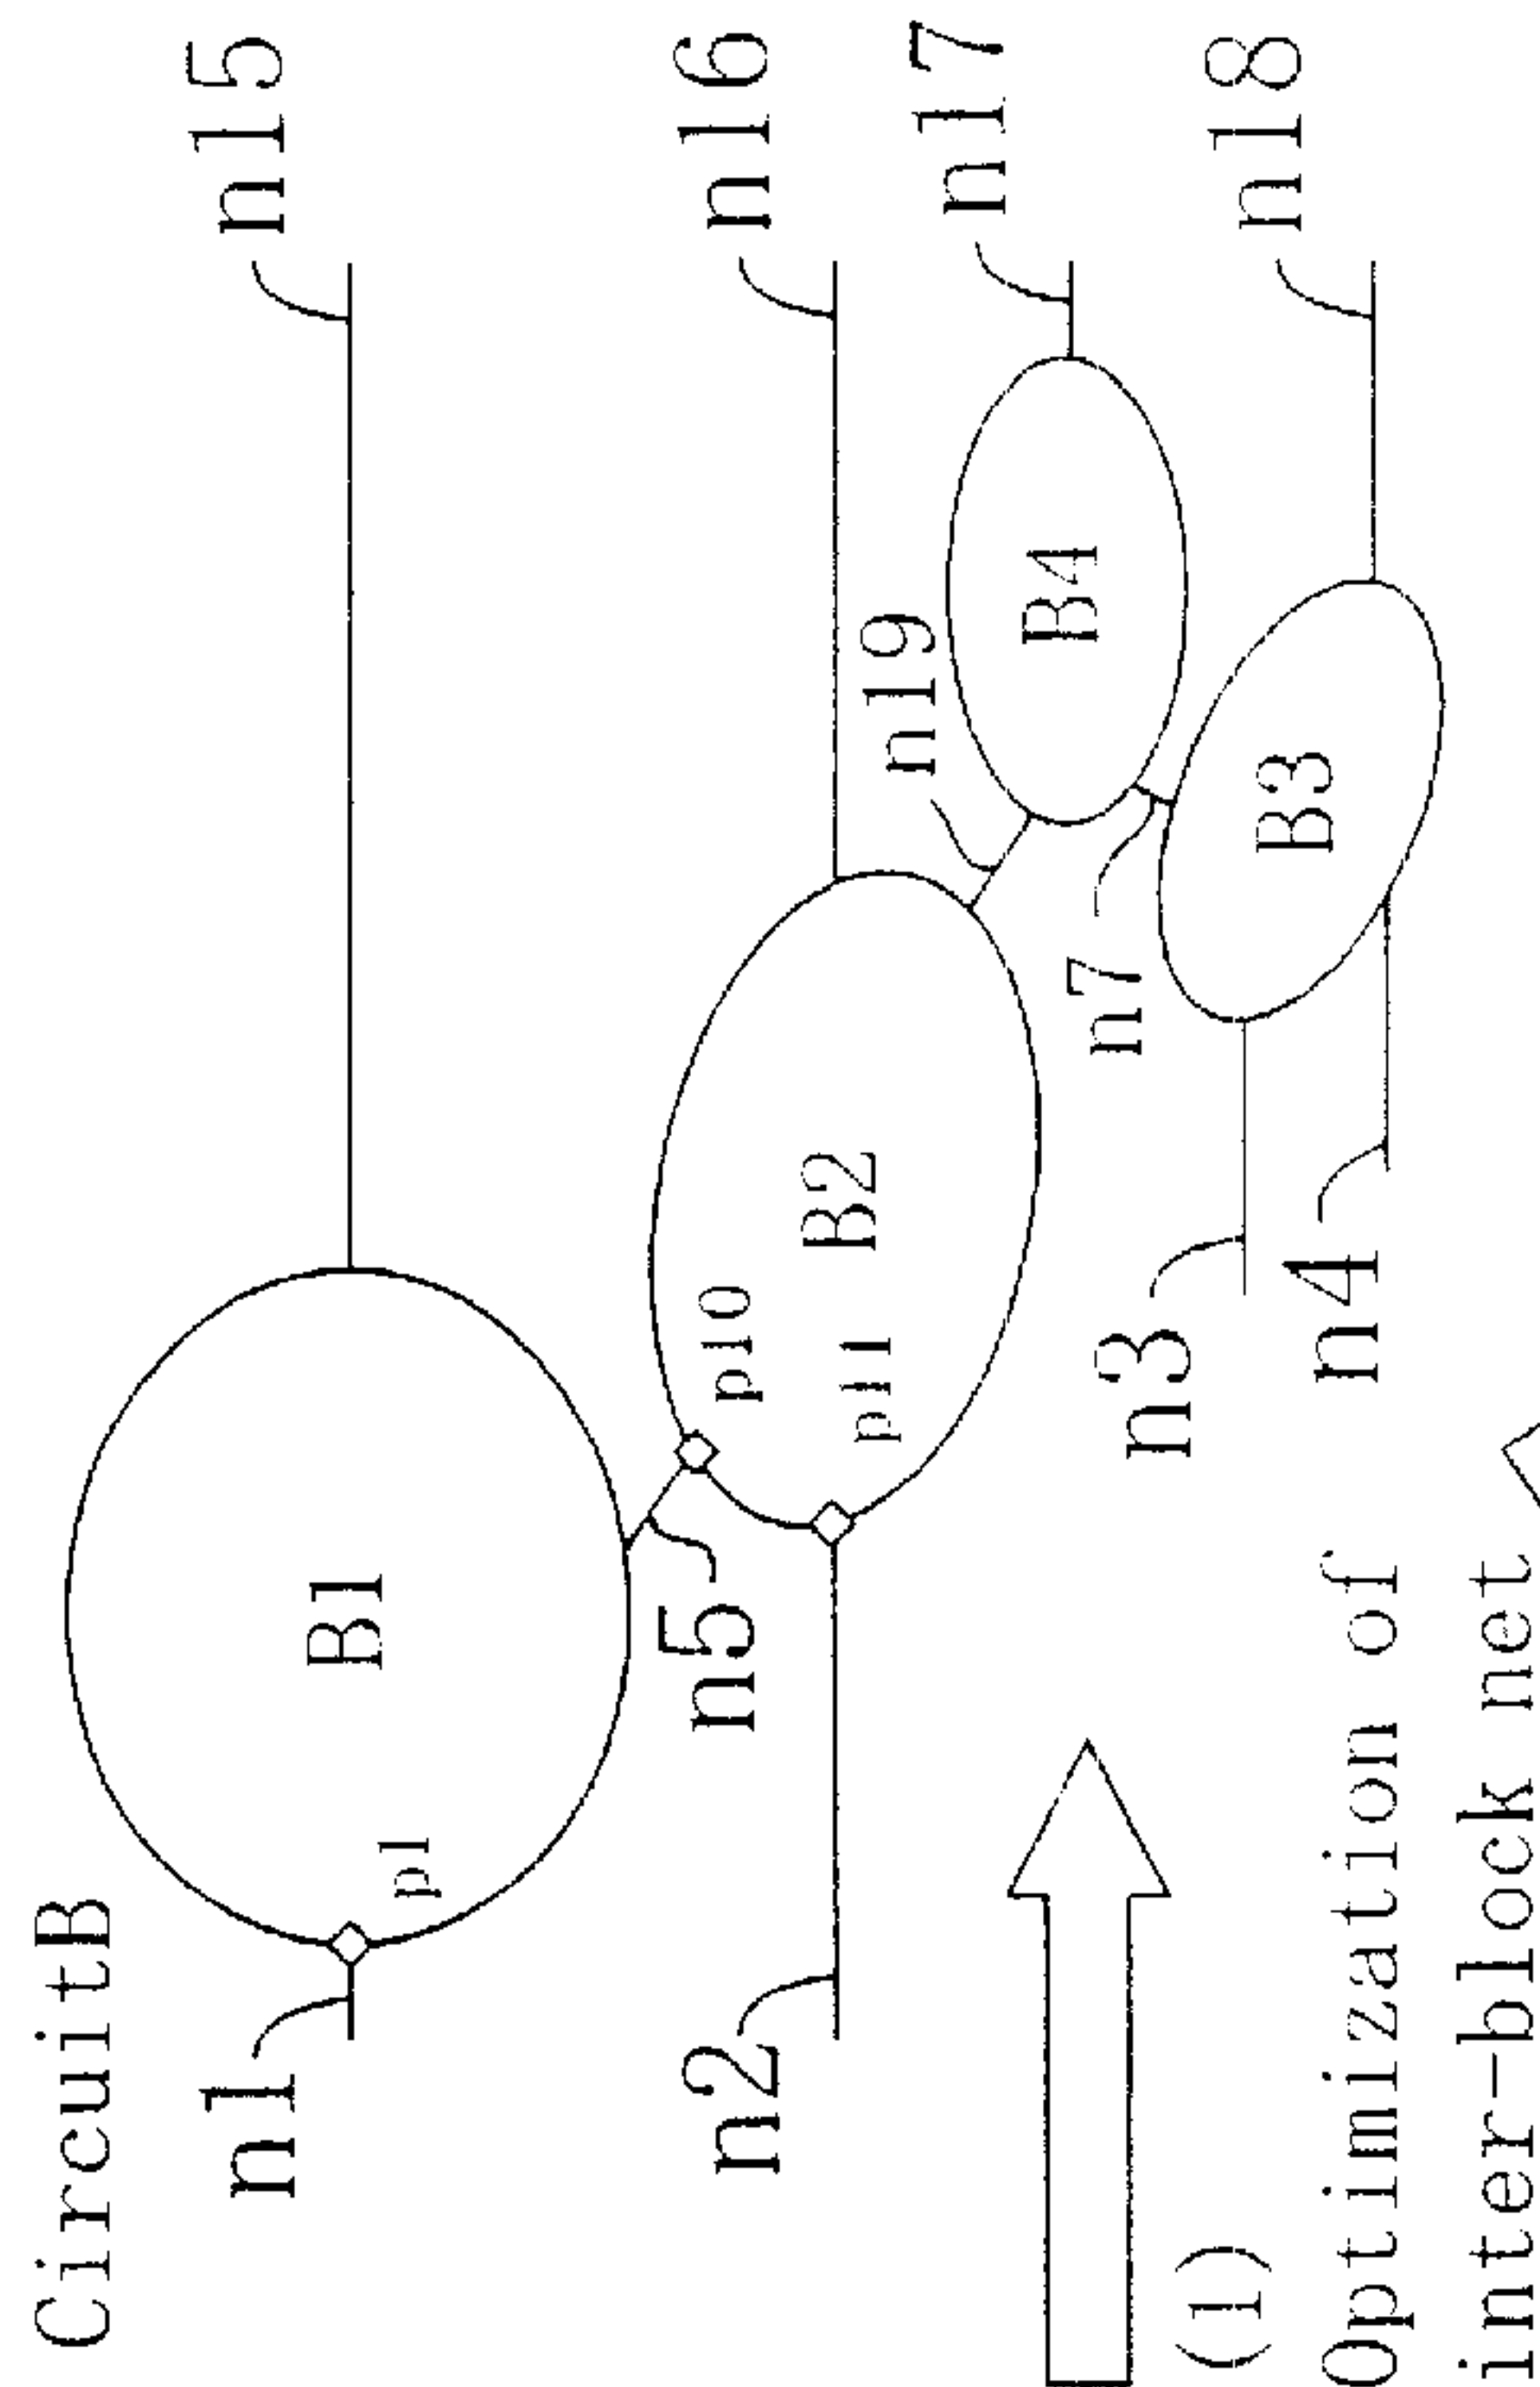 CircuitB
n1
p1
B1
n15
n5
p10
n2
p11
B2
n16
n19
n7
B4
n17
n3
n4
B3
n18
(1)
Optimization of
inter-block net